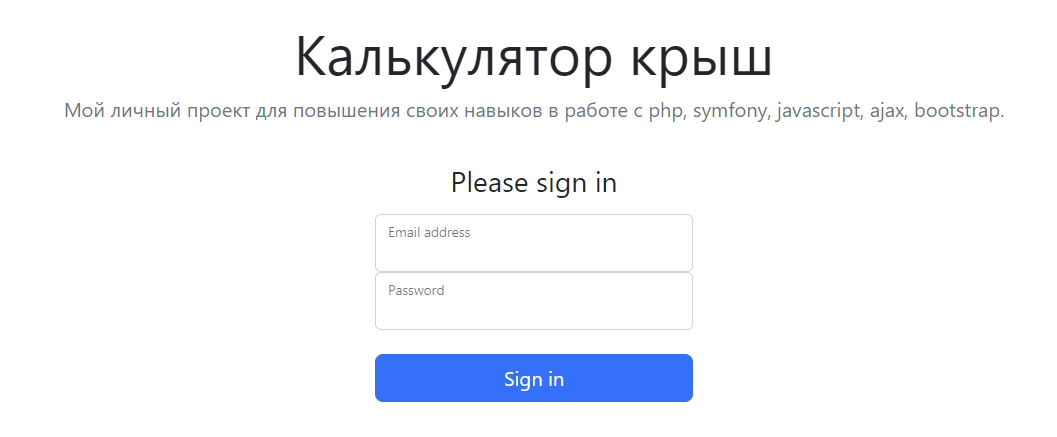 Калькулятор крыш
Мой личный проект для повышения своих навыков в работе с php, symfony, javascript, ajax, bootstrap.
Please sign in
Email address
Password
Sign in